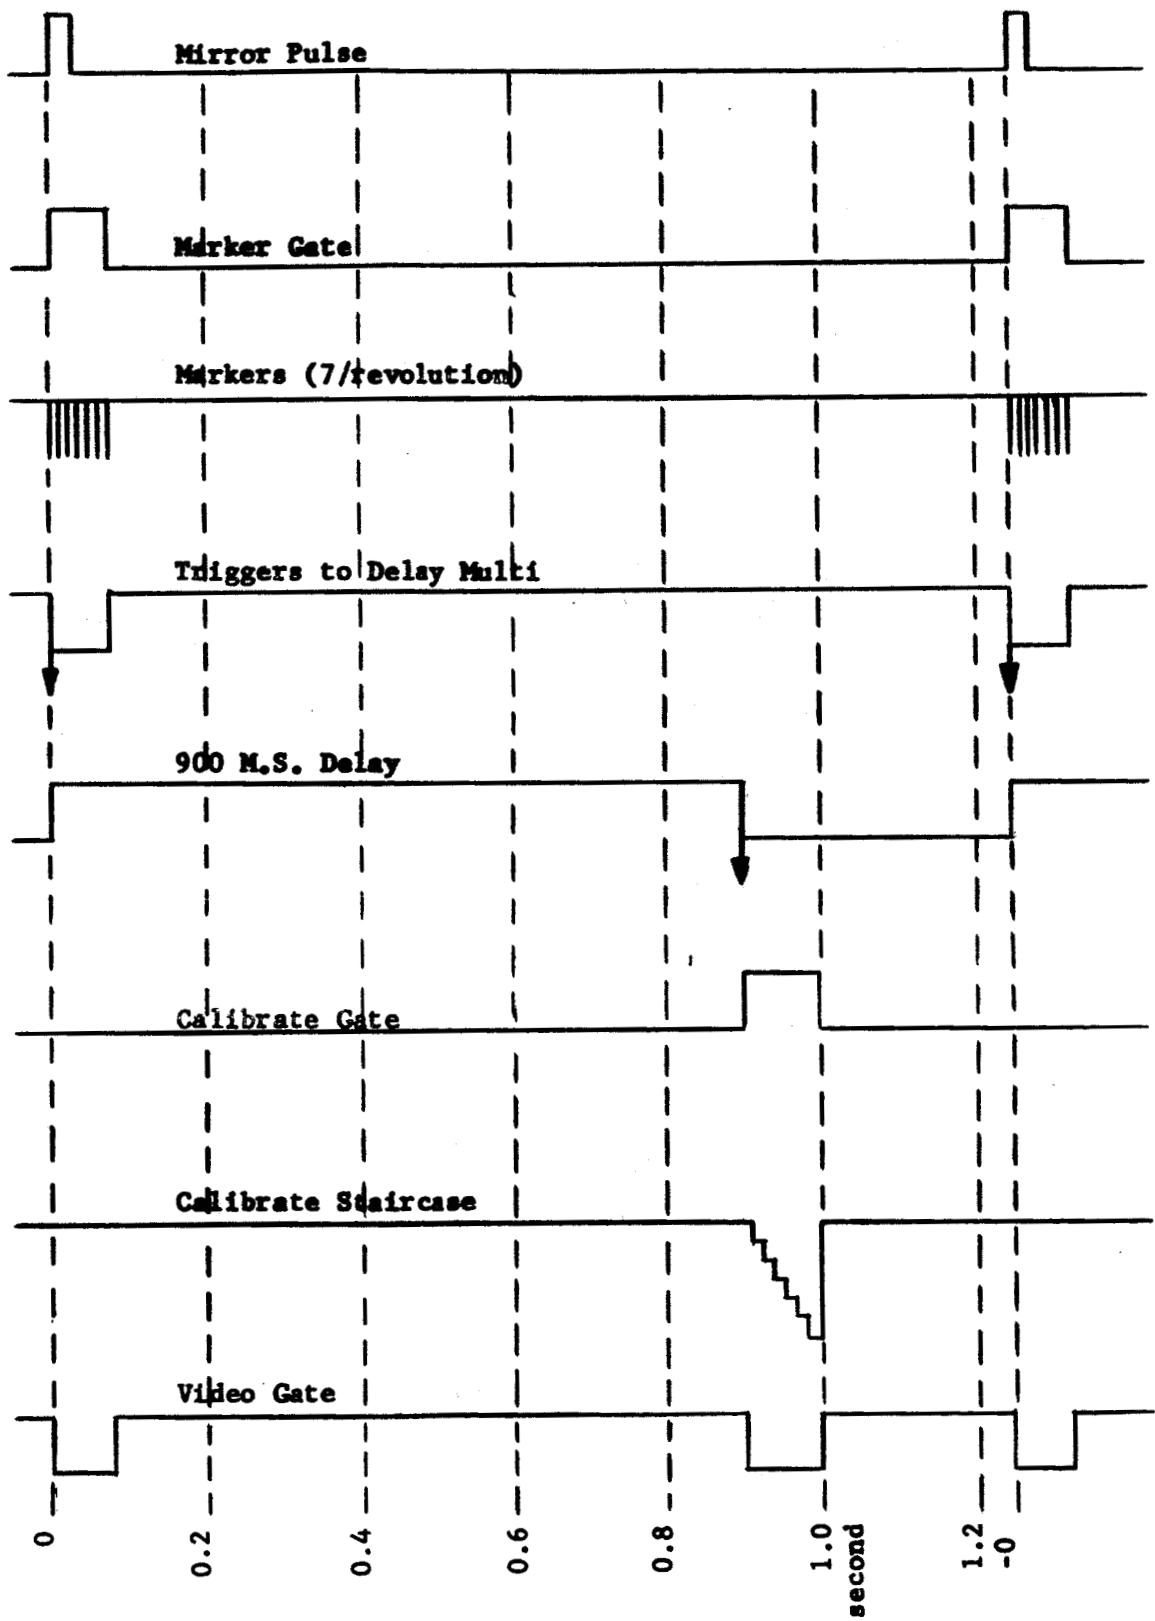 Mirror Pulse
Marker Gate
Markers (7/revolution)
Triggers to Delay Multi
900 M.S. Delay
Calibrate Gate
Calibrate Staircase
Video Gate
0
0.2
0.4
0.6
0.8
1.0
second
1.2
-0